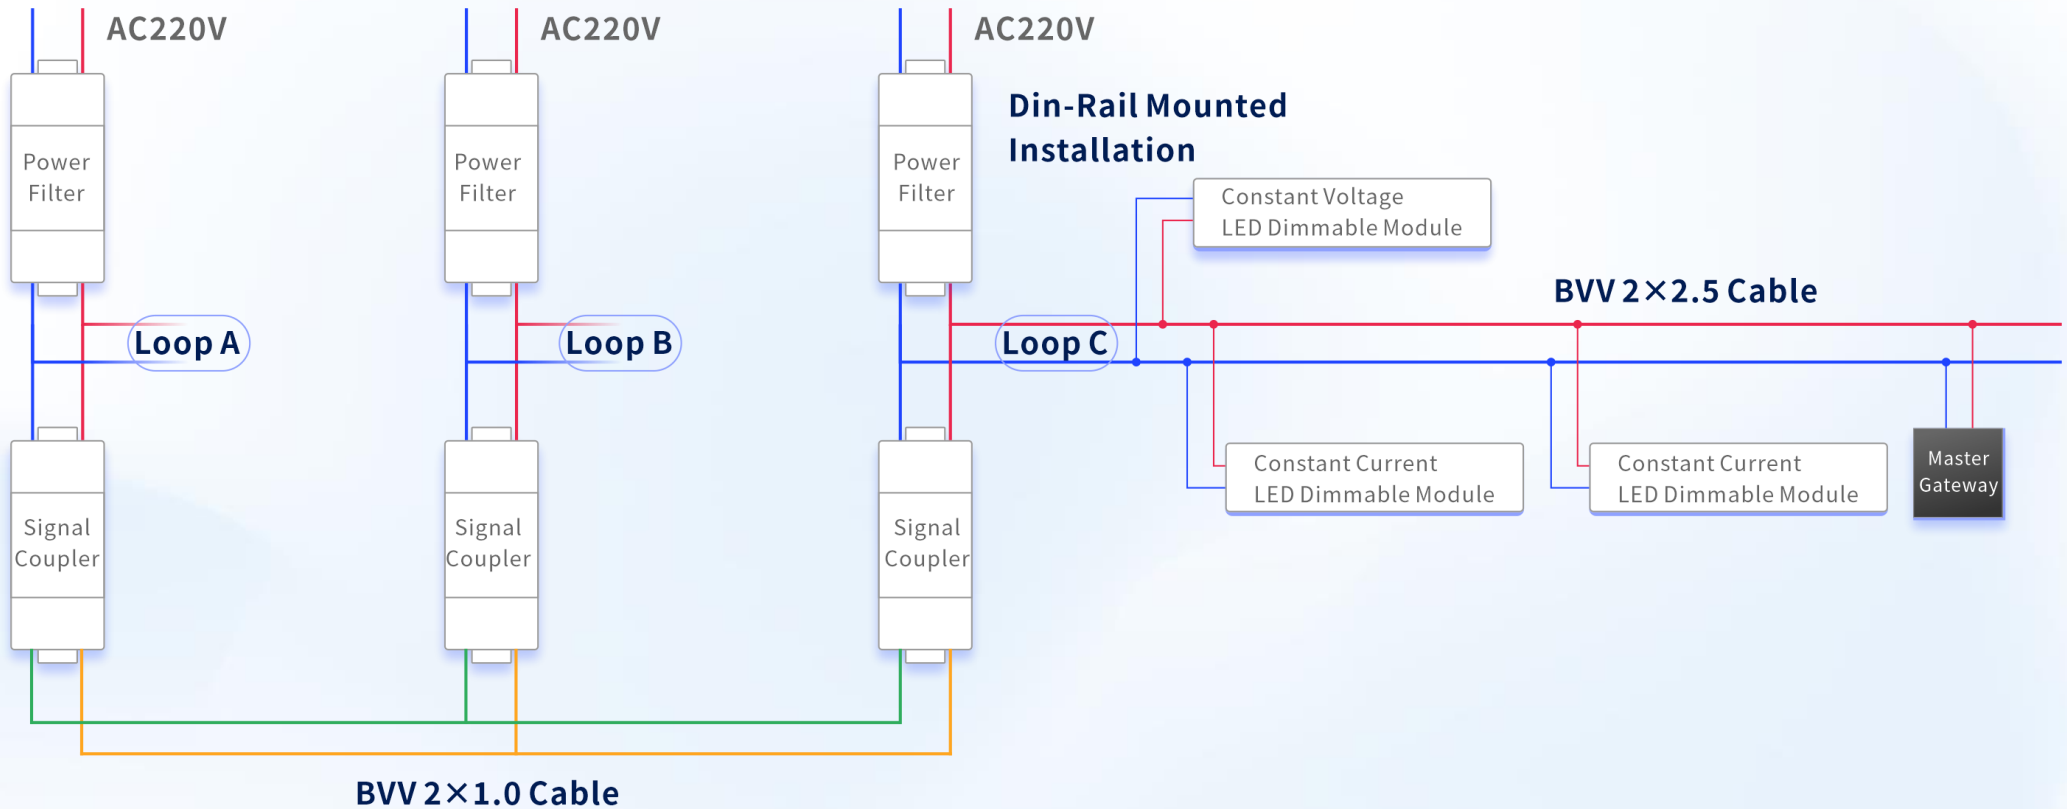 AC220V
AC220V
AC220V
Din-Rail Mounted
Installation
Power
Filter
Power
Filter
Power
Filter
Constant Voltage
LED Dimmable Module
BVV 2×2.5 Cable
Loop A
Loop B
Loop C
Constant Current
LED Dimmable Module
Constant Current
LED Dimmable Module
Master
Gateway
Signal
Coupler
Signal
Coupler
Signal
Coupler
BVV 2×1.0 Cable